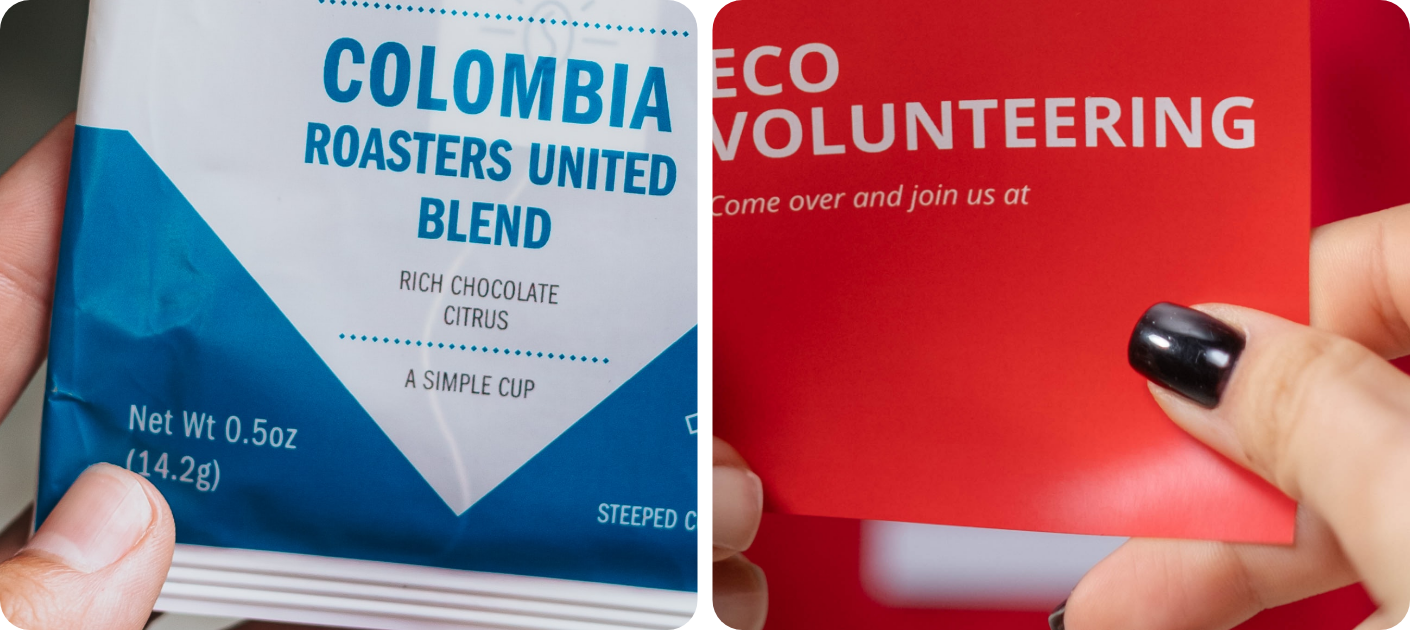 COLOMBIA
ROASTERS UNITED
BLEND
RICH CHOCOLATE
CITRUS
A SIMPLE CUP
Net Wt 0.5oz
(14.2g)
STEEPED C
ECO
VOLUNTEERING
Come over and join us at